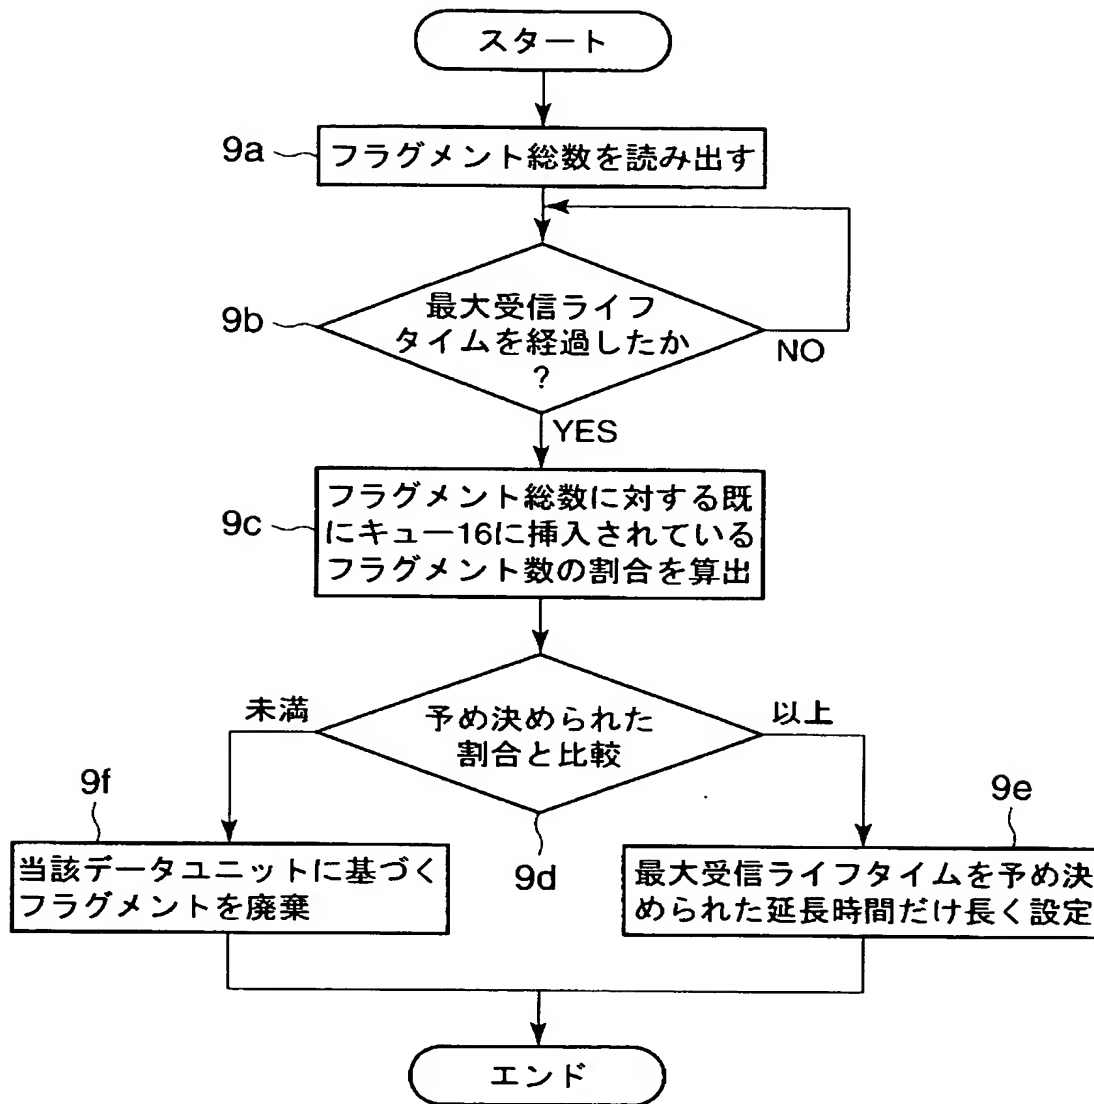 スタート
9a
フラグメント総数を読み出す
9b
最大受信ライフ
タイムを経過したか
?
NO
YES
9c
フラグメント総数に対する既
にキュー16に挿入されている
フラグメント数の割合を算出
未満
予め決められた
割合と比較
以上
9f
9d
9e
当該データユニットに基づく
フラグメントを廃棄
最大受信ライフタイムを予め決
められた延長時間だけ長く設定
エンド